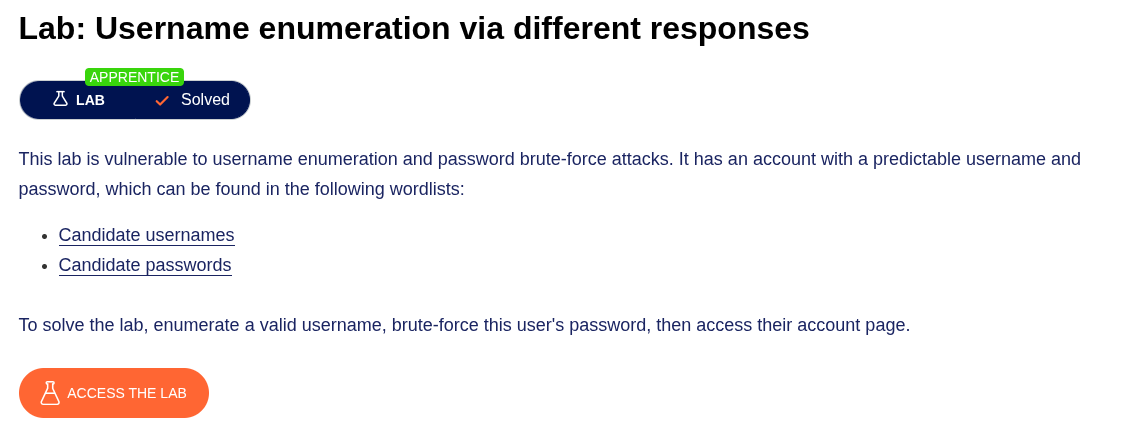 Lab: Username enumeration via different responses
APPRENTICE
LAB Solved
This lab is vulnerable to username enumeration and password brute-force attacks. It has an account with a predictable username and
password, which can be found in the following wordlists:
Candidate usernames
Candidate passwords
To solve the lab, enumerate a valid username, brute-force this user's password, then access their account page.
ACCESS THE LAB